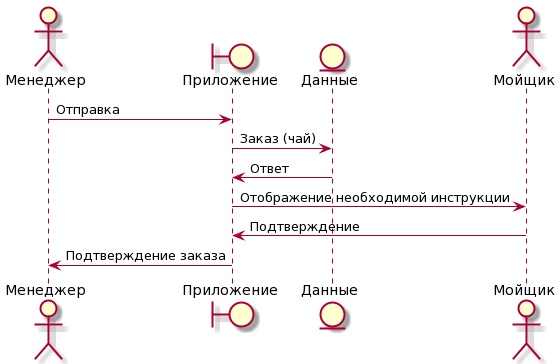 Менеджер
Приложение
Данные
Мойщик
Отправка
Заказ (чай)
Ответ
Отображение необходимой инструкции
Подтверждение
Подтверждение заказа
Менеджер
Приложение
Данные
Мойщик